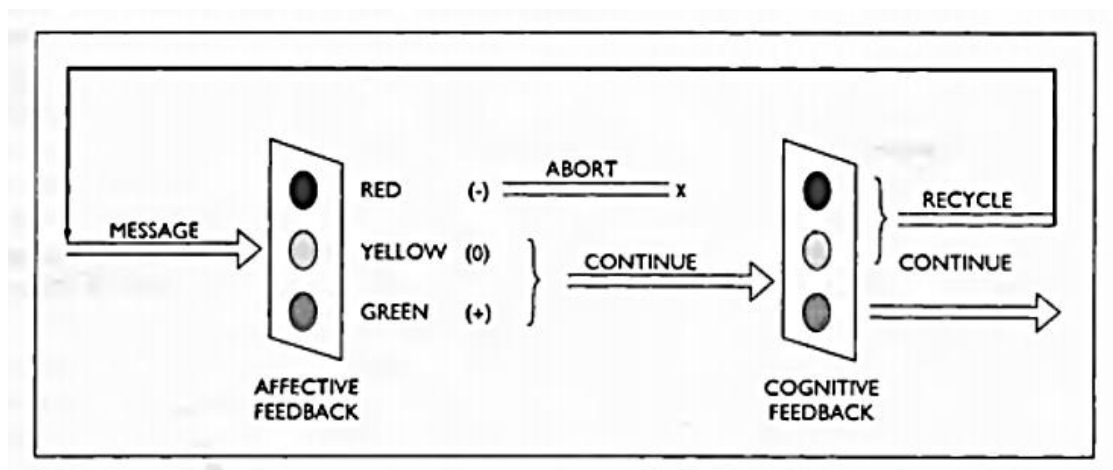 ABORT
RED (-) x
RECYCLE
MESSAGE
YELLOW (0)
CONTINUE
CONTINUE
GREEN (+)
AFFECTIVE
FEEDBACK
COGNITIVE
FEEDBACK